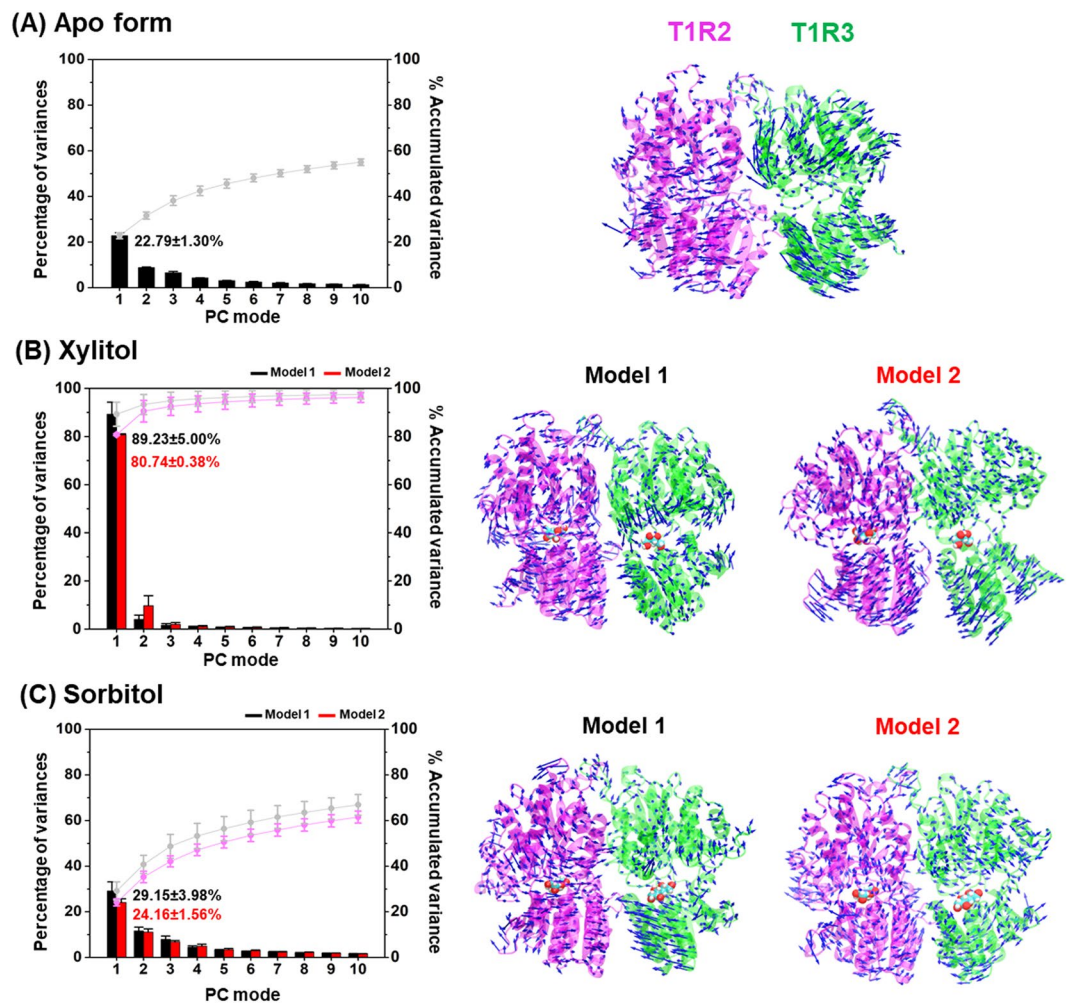 (A) Apo form
T1R2
T1R3
100
80
60
40
20
0
Percentage of variances
100
80
60
40
20
0
% Accumulated variance
22.79±1.30%
1 2 3 4 5 6 7 8 9 10
PC mode
(B) Xylitol
Model 1 Model 2
100
80
60
40
20
0
Percentage of variances
100
80
60
40
20
0
% Accumulated variance
89.23±5.00%
80.74±0.38%
1 2 3 4 5 6 7 8 9 10
PC mode
Model 1
Model 2
(C) Sorbitol
Model 1 Model 2
100
80
60
40
20
0
Percentage of variances
100
80
60
40
20
0
% Accumulated variance
29.15±3.98%
24.16±1.56%
1 2 3 4 5 6 7 8 9 10
PC mode
Model 1
Model 2